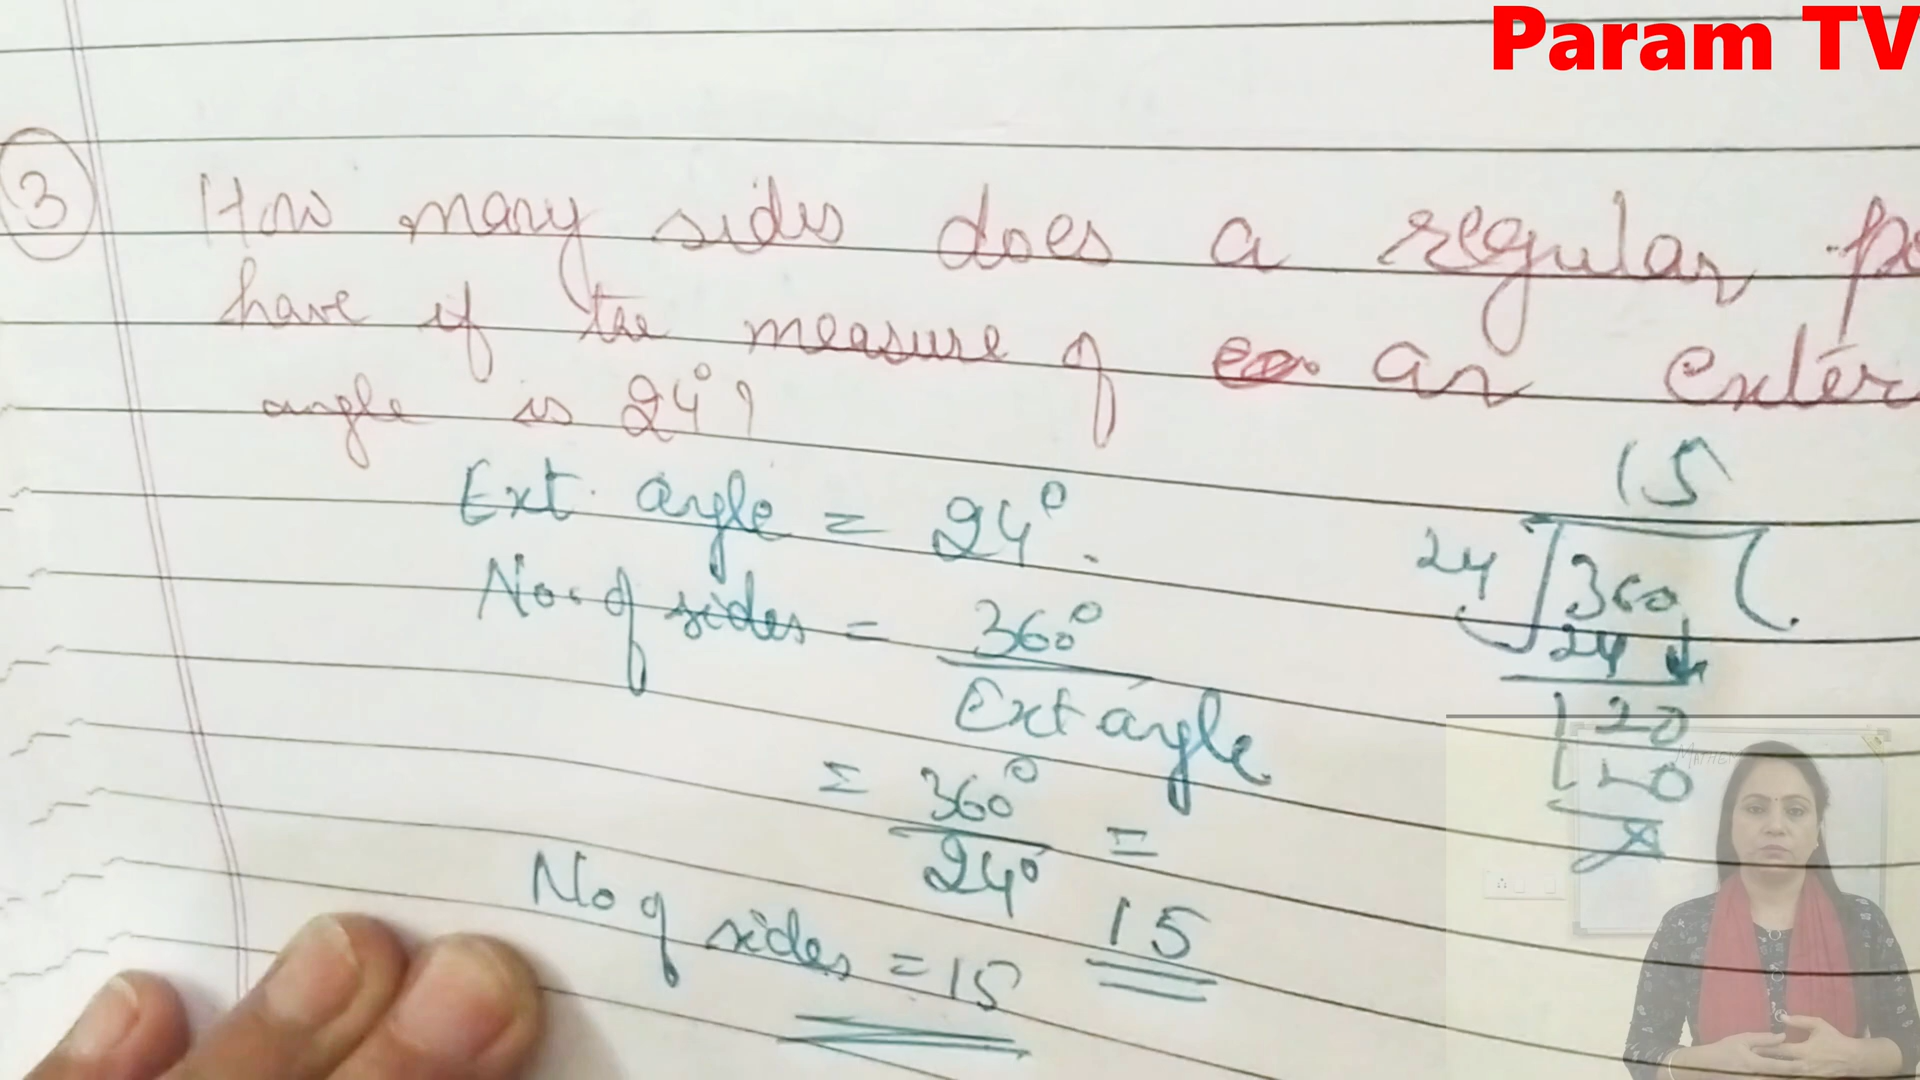 Param TV
3 How many sides does a regular po
have if the measure of an exter
angle is 24°?
Ext. angle = 24°.
No. of sides = 360°
Ext angle
= 360°
24°
=
15
No of sides = 15
15
24 360
24
120
120
x